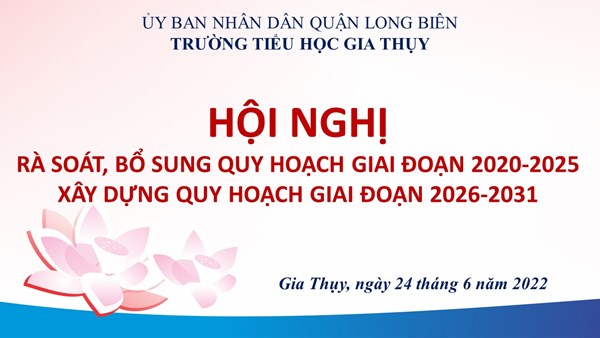 ỦY BAN NHÂN DÂN QUẬN LONG BIÊN
TRƯỜNG TIỂU HỌC GIA THỤY
HỘI NGHỊ
RÀ SOÁT, BỔ SUNG QUY HOẠCH GIAI ĐOẠN 2020-2025
XÂY DỰNG QUY HOẠCH GIAI ĐOẠN 2026-2031
Gia Thụy, ngày 24 tháng 6 năm 2022